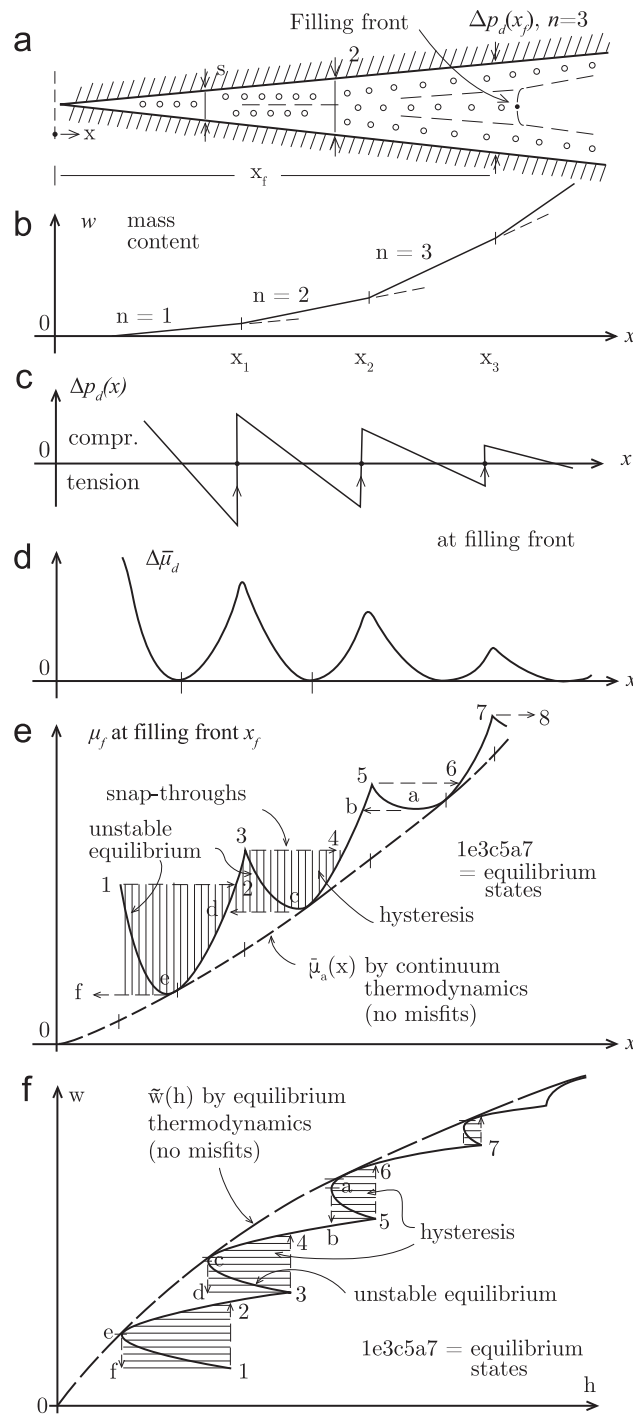 a
Filling front
Δp_d(x_f), n=3
s
2
x
x_f
b
w mass
content
n = 1
n = 2
n = 3
0
x
x_1
x_2
x_3
c
Δp_d(x)
compr.
0
tension
x
at filling front
d
Δμ̄_d
0
x
e
μ_f at filling front x_f
7
8
snap-throughs
5
6
a
b
unstable
equilibrium
3
4
1
2
1e3c5a7
= equilibrium
states
d
c
hysteresis
e
f
μ̄_a(x) by continuum
thermodynamics
(no misfits)
0
x
f
w
w̃(h) by equilibrium
thermodynamics
(no misfits)
7
6
a
b
5
hysteresis
4
c
d
3
unstable equilibrium
2
e
f
1
1e3c5a7 = equilibrium
states
h
0